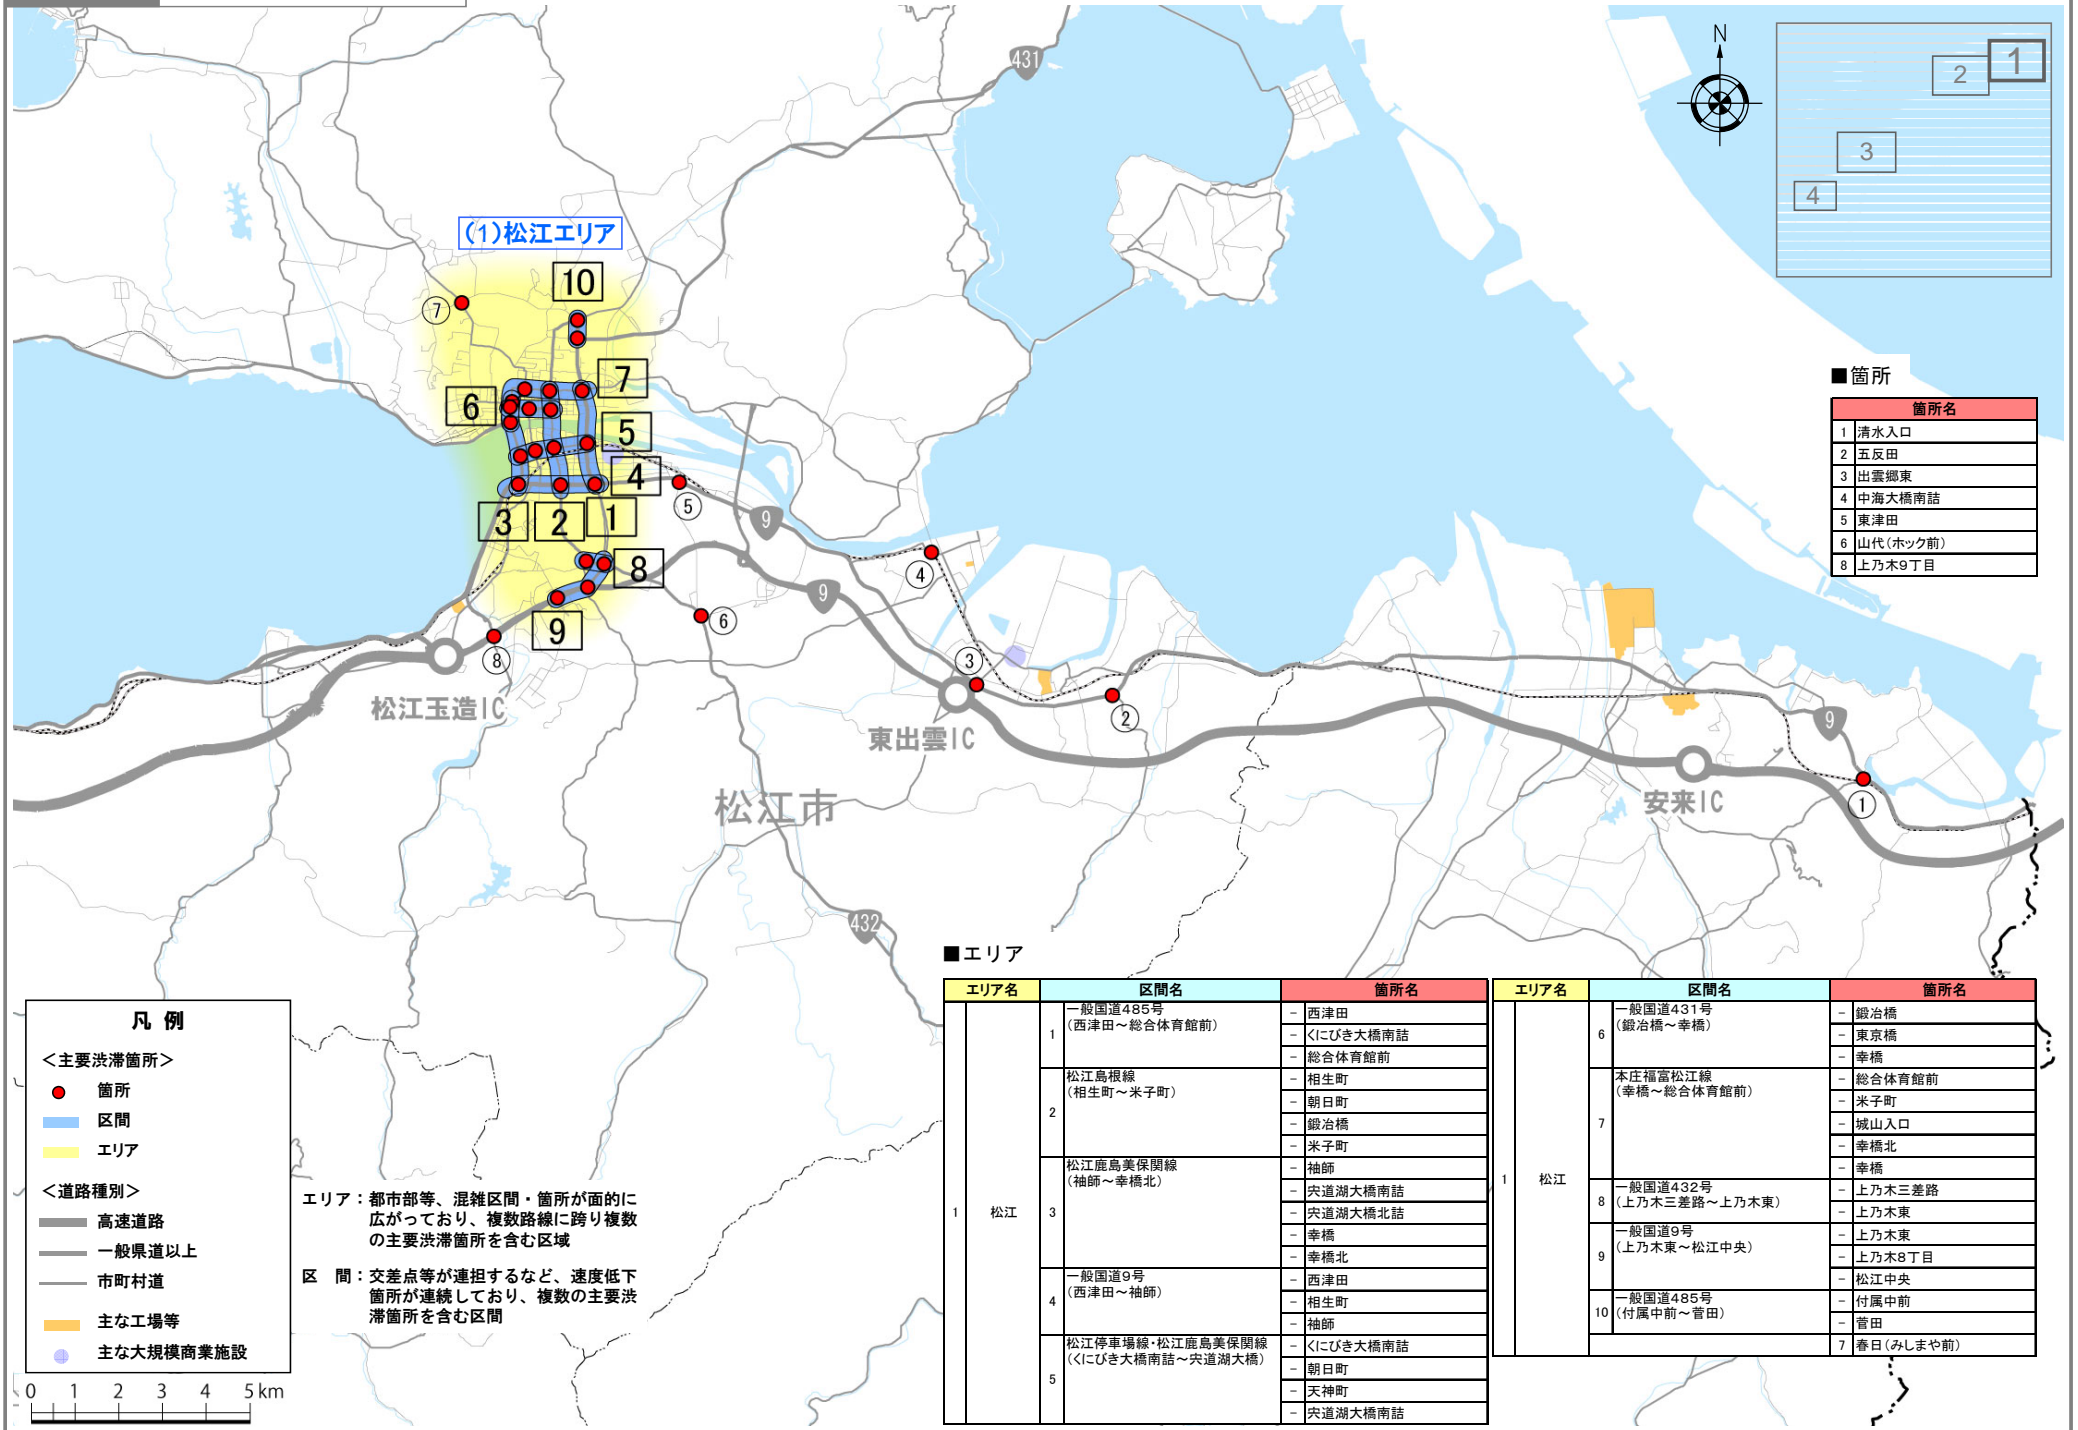 N
1
2
3
4
431
(1)松江エリア
10
7
7
6
5
4
3
2
1
5
9
8
9
6
9
8
4
3
2
9
1
松江玉造IC
東出雲IC
安来IC
松江市
432
■箇所
箇所名
1 清水入口
2 五反田
3 出雲郷東
4 中海大橋南詰
5 東津田
6 山代(ホック前)
8 上乃木9丁目
■エリア
エリア名 区間名 箇所名
1 松江
1 一般国道485号
(西津田~総合体育館前)
- 西津田
- くにびき大橋南詰
- 総合体育館前
2 松江島根線
(相生町~米子町)
- 相生町
- 朝日町
- 鍛冶橋
- 米子町
3 松江鹿島美保関線
(袖師~幸橋北)
- 袖師
- 宍道湖大橋南詰
- 宍道湖大橋北詰
- 幸橋
- 幸橋北
4 一般国道9号
(西津田~袖師)
- 西津田
- 相生町
- 袖師
5 松江停車場線・松江鹿島美保関線
(くにびき大橋南詰~宍道湖大橋)
- くにびき大橋南詰
- 朝日町
- 天神町
- 宍道湖大橋南詰
エリア名 区間名 箇所名
1 松江
6 一般国道431号
(鍛冶橋~幸橋)
- 鍛冶橋
- 東京橋
- 幸橋
7 本庄福富松江線
(幸橋~総合体育館前)
- 総合体育館前
- 米子町
- 城山入口
- 幸橋北
- 幸橋
8 一般国道432号
(上乃木三差路~上乃木東)
- 上乃木三差路
- 上乃木東
9 一般国道9号
(上乃木東~松江中央)
- 上乃木東
- 上乃木8丁目
- 松江中央
10 一般国道485号
(付属中前~菅田)
- 付属中前
- 菅田
7 春日(みしまや前)
凡 例
<主要渋滞箇所>
箇所
区間
エリア
<道路種別>
高速道路
一般県道以上
市町村道
主な工場等
主な大規模商業施設
0 1 2 3 4 5km
エリア:都市部等、混雑区間・箇所が面的に
広がっており、複数路線に跨り複数
の主要渋滞箇所を含む区域
区 間:交差点等が連担するなど、速度低下
箇所が連続しており、複数の主要渋
滞箇所を含む区間